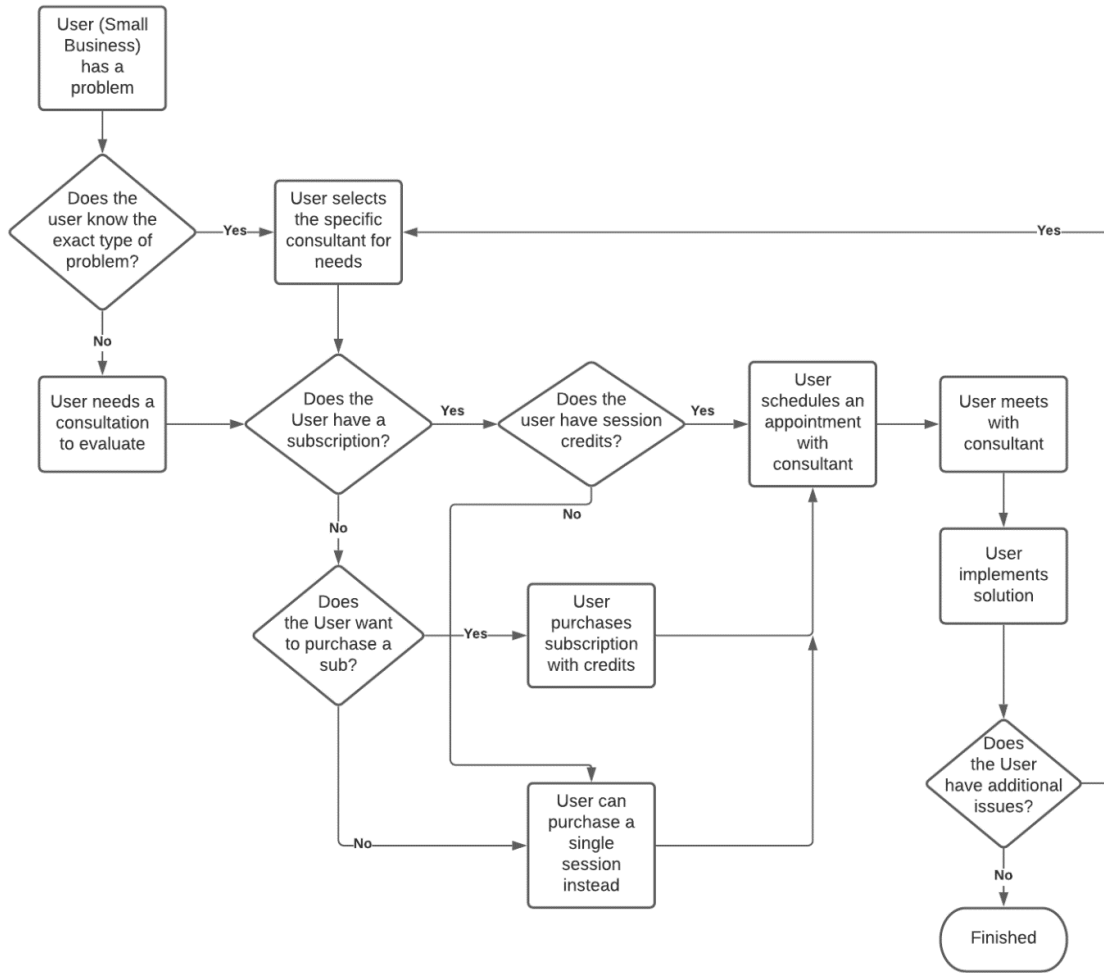 User (Small
Business)
has a
problem
Does the
user know the
exact type of
problem?
Yes
User selects
the specific
consultant for
needs
Yes
No
User needs a
consultation
to evaluate
Does the
User have a
subscription?
Yes
Does the
user have session
credits?
Yes
User
schedules an
appointment
with
consultant
User meets
with
consultant
No
No
User
implements
solution
Does
the User want
to purchase a
sub?
Yes
User
purchases
subscription
with credits
No
User can
purchase a
single
session
instead
Does
the User
have additional
issues?
No
Finished